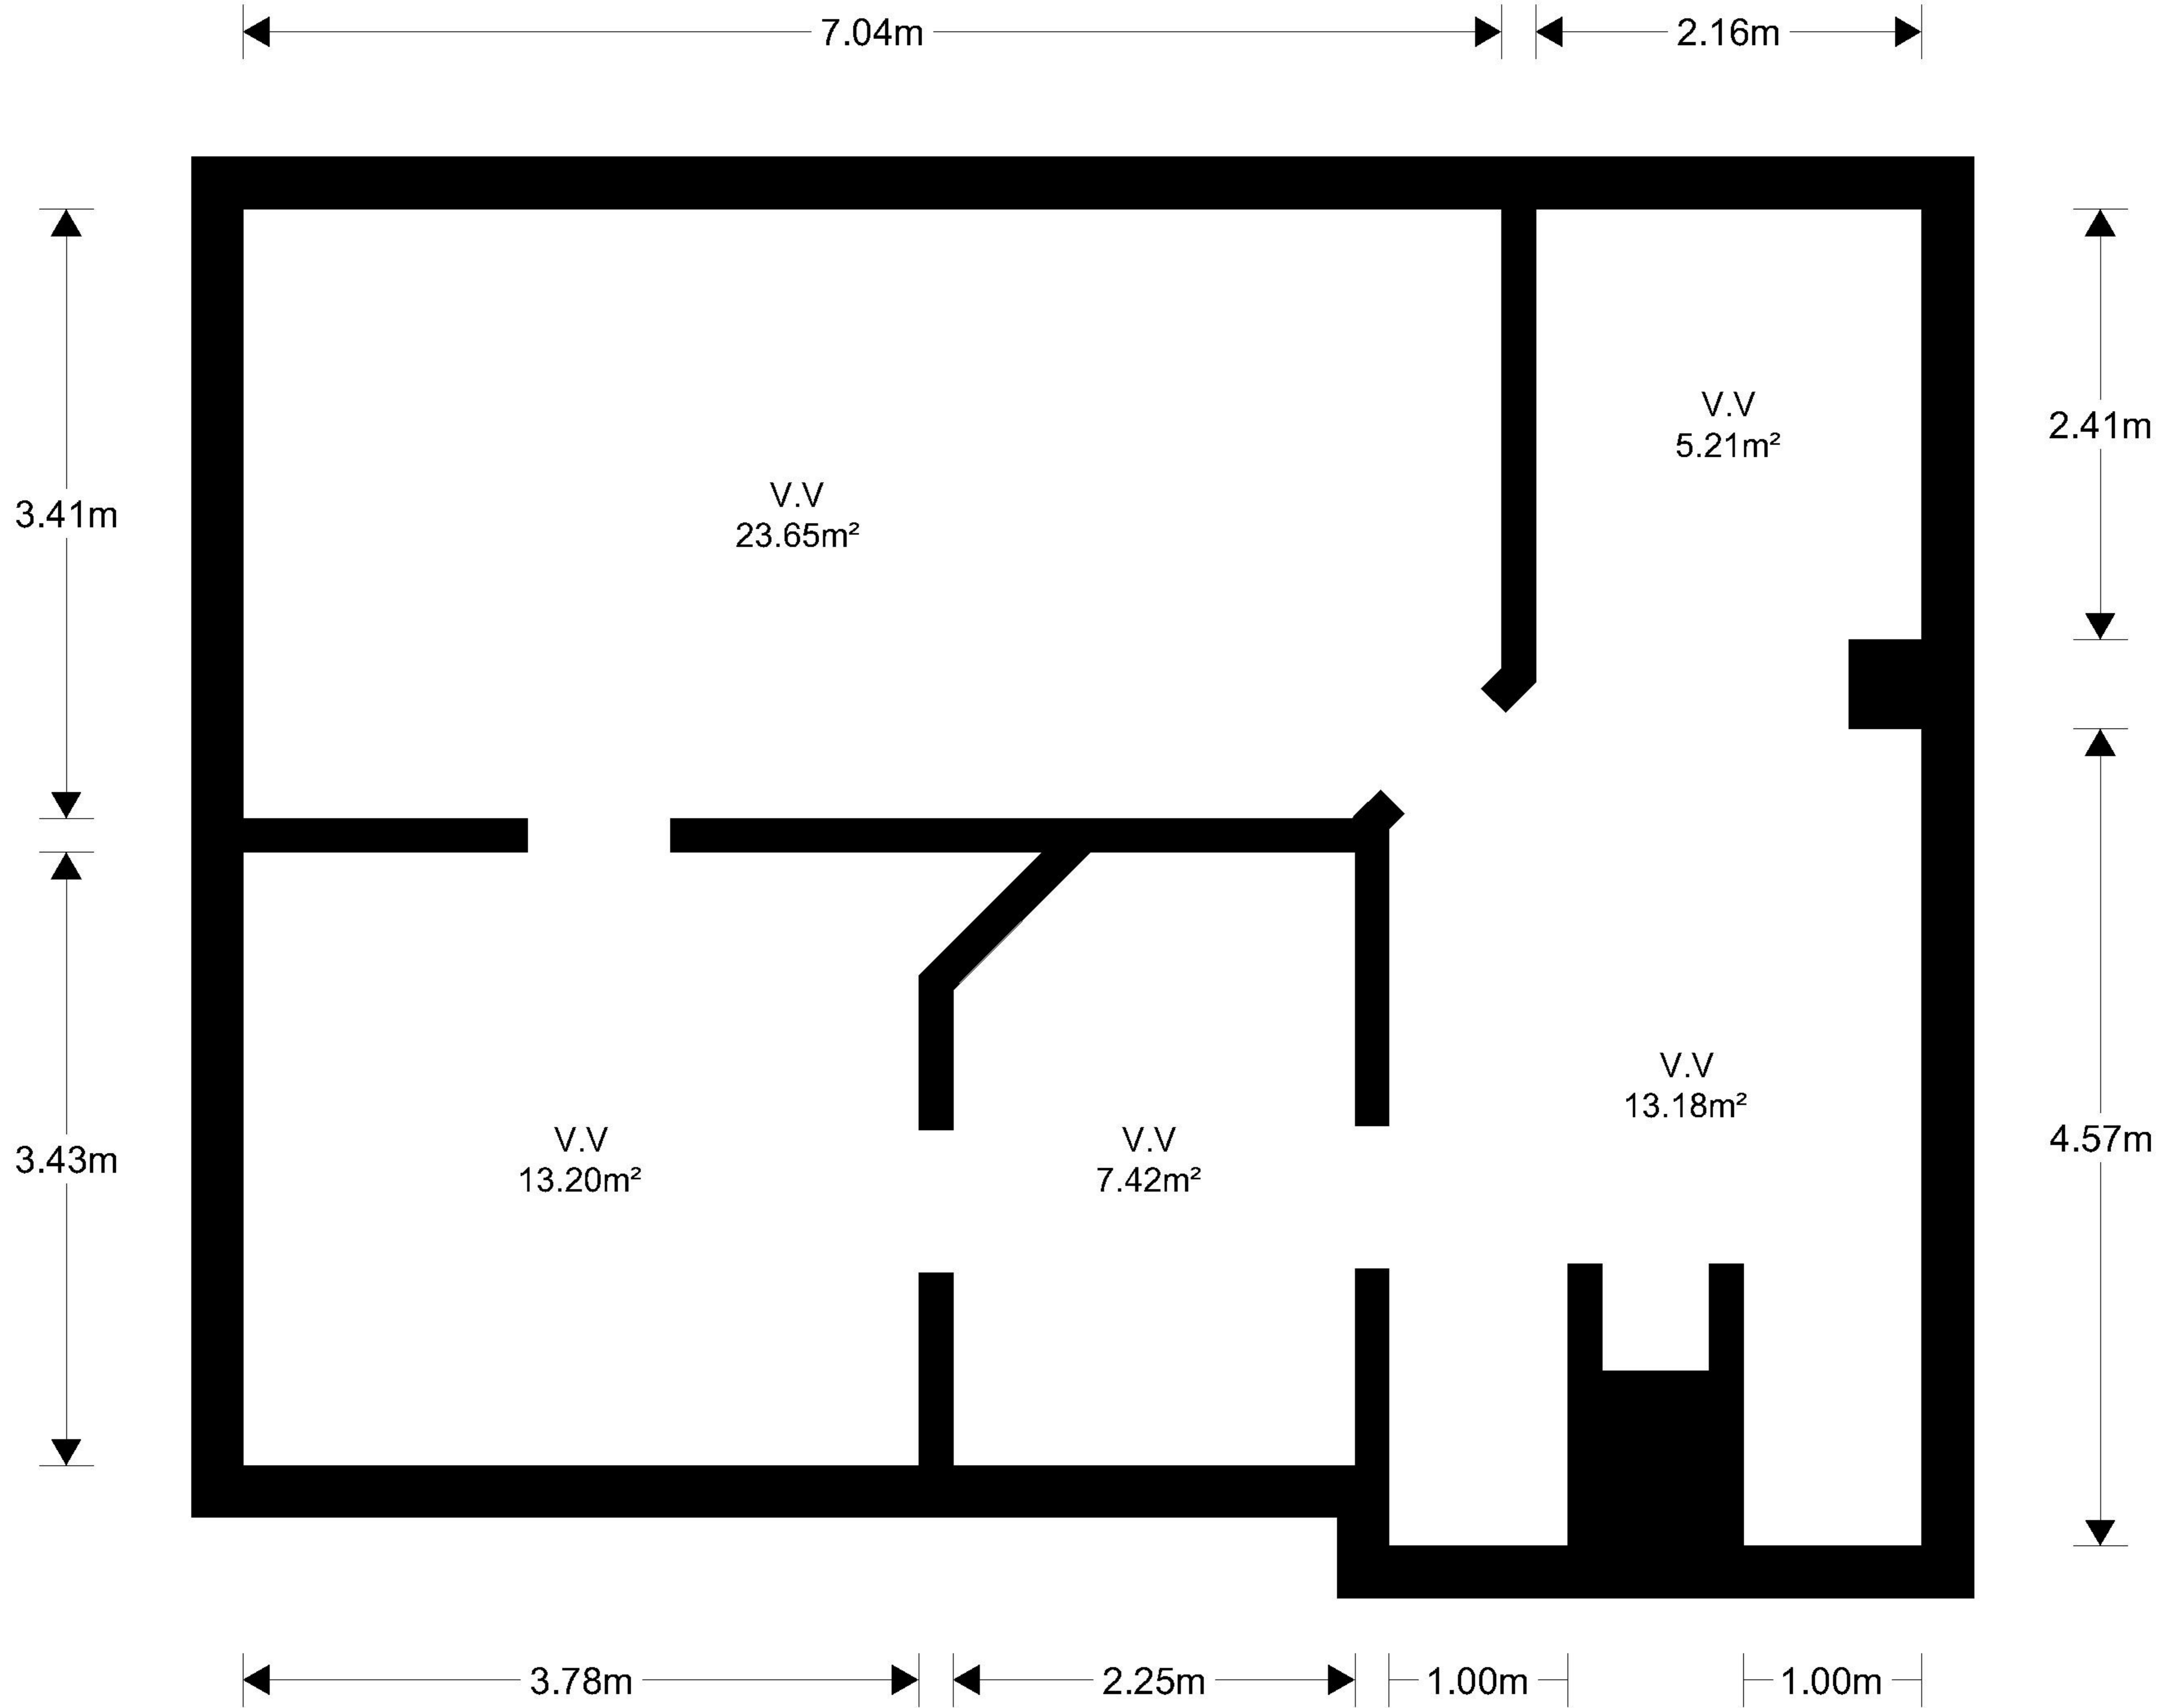 7.04m
2.16m
V.V
5.21m²
2.41m
V.V
23.65m²
3.41m
V.V
13.18m²
V.V
13.20m²
V.V
7.42m²
3.43m
4.57m
3.78m
2.25m
1.00m
1.00m